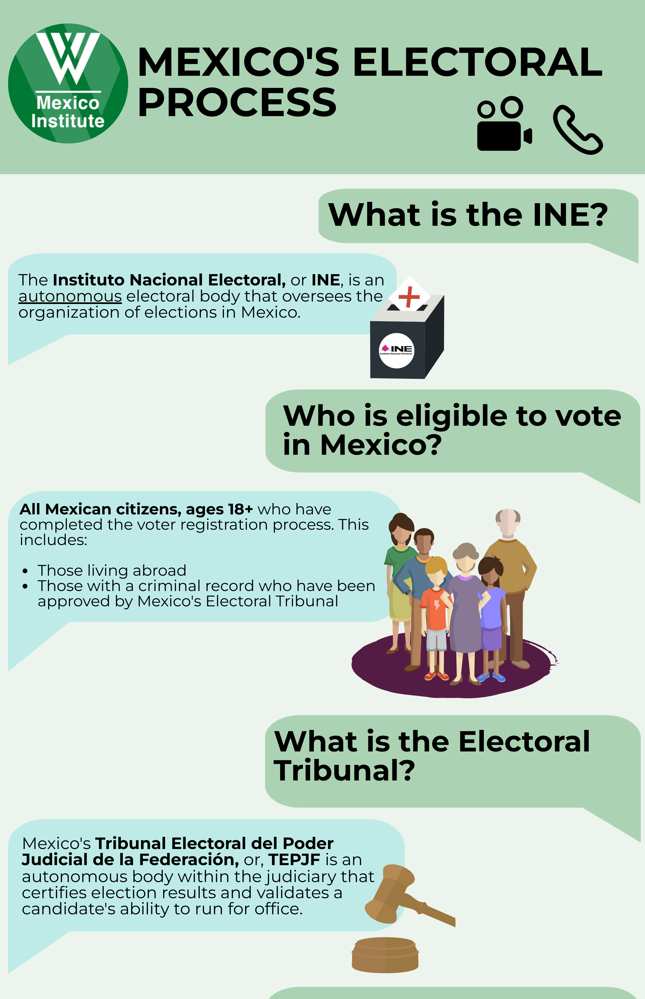 Mexico
Institute
MEXICO'S ELECTORAL
PROCESS
What is the INE?
The Instituto Nacional Electoral, or INE, is an
autonomous electoral body that oversees the
organization of elections in Mexico.
INE
Instituto Nacional Electoral
Who is eligible to vote
in Mexico?
All Mexican citizens, ages 18+ who have
completed the voter registration process. This
includes:
• Those living abroad
• Those with a criminal record who have been
approved by Mexico's Electoral Tribunal
What is the Electoral
Tribunal?
Mexico's Tribunal Electoral del Poder
Judicial de la Federación, or, TEPJF is an
autonomous body within the judiciary that
certifies election results and validates a
candidate's ability to run for office.